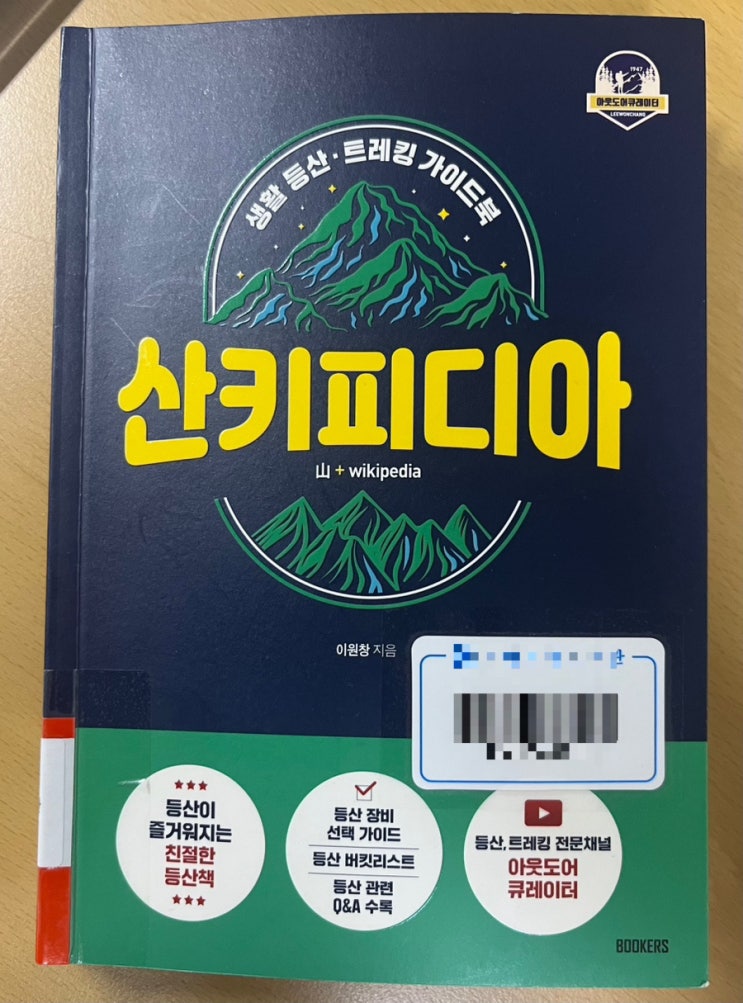 1947
아웃도어큐레이터
LEEWONCHANG
생활 등산·트레킹 가이드북
산키피디아
山 + wikipedia
이원창 지음
등산이
즐거워지는
친절한
등산책
등산 장비
선택 가이드
등산 버킷리스트
등산 관련
Q&A 수록
등산, 트레킹 전문채널
아웃도어
큐레이터
BOOKERS